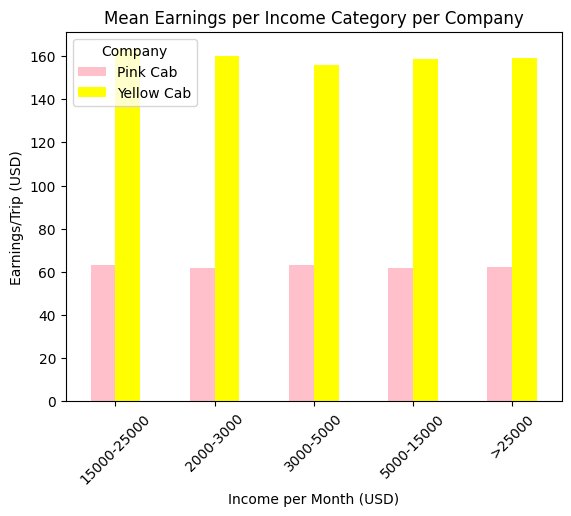 Mean Earnings per Income Category per Company
Company
Pink Cab
Yellow Cab
160
140
120
100
80
60
40
20
0
Earnings/Trip (USD)
15000-25000
2000-3000
3000-5000
5000-15000
>25000
Income per Month (USD)